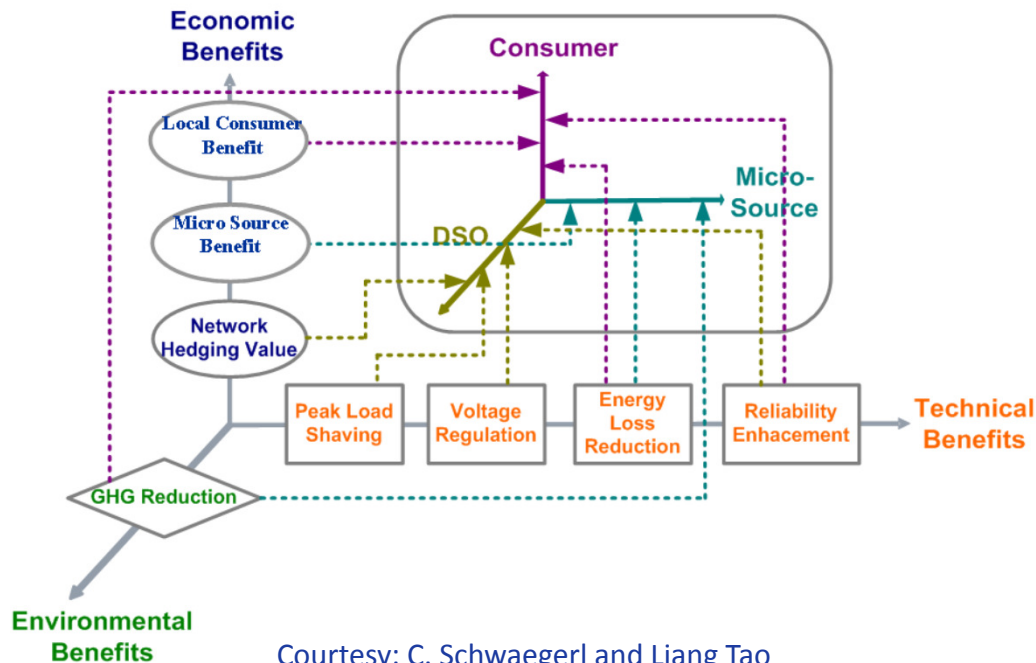 Economic
Benefits
Consumer
Local Consumer
Benefit
Micro-
Source
Micro Source
Benefit
DSO
Network
Hedging Value
Peak Load
Shaving
Voltage
Regulation
Energy
Loss
Reduction
Reliability
Enhacement
Technical
Benefits
GHG Reduction
Environmental
Benefits
Courtesy: C. Schwaegerl and Liang Tao